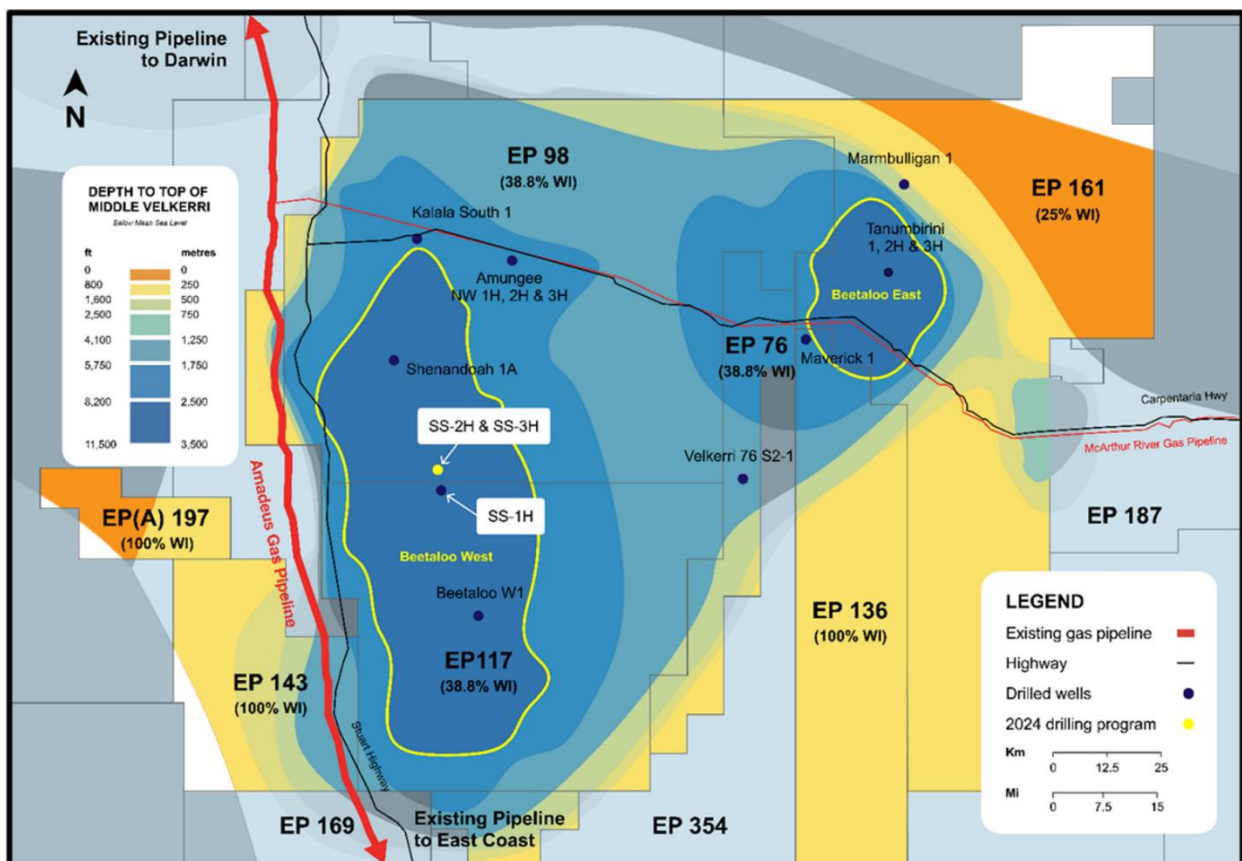 Existing Pipeline
to Darwin
N
DEPTH TO TOP OF
MIDDLE VELKERRI
Below Mean Sea Level
ft
metres
0
0
800
250
1,600
500
2,500
750
4,100
1,250
5,750
1,750
8,200
2,500
11,500
3,500
EP 98
(38.8% WI)
Kalala South 1
Amungee
NW 1H, 2H & 3H
Marmbulligan 1
EP 161
(25% WI)
Tanumbirini
1, 2H & 3H
Beetaloo East
EP 76
(38.8% WI)
Maverick 1
Shenandoah 1A
Carpentaria Hwy
McArthur River Gas Pipeline
SS-2H & SS-3H
Velkerri 76 S2-1
SS-1H
EP(A) 197
(100% WI)
Amadeus Gas Pipeline
EP 187
Beetaloo West
Beetaloo W1
EP 136
(100% WI)
EP117
(38.8% WI)
EP 143
(100% WI)
Stuart Highway
EP 169
Existing Pipeline
to East Coast
EP 354
LEGEND
Existing gas pipeline
Highway
Drilled wells
2024 drilling program
Km
0 12.5 25
Mi
0 7.5 15